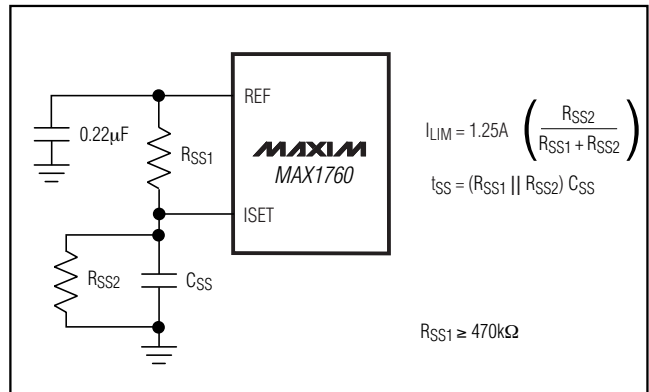 REF
0.22µF
RSS1
MAXIM
MAX1760
ISET
RSS2
CSS
ILIM = 1.25A ( RSS2 / RSS1 + RSS2 )
tSS = (RSS1 || RSS2) CSS
RSS1 ≥ 470kΩ